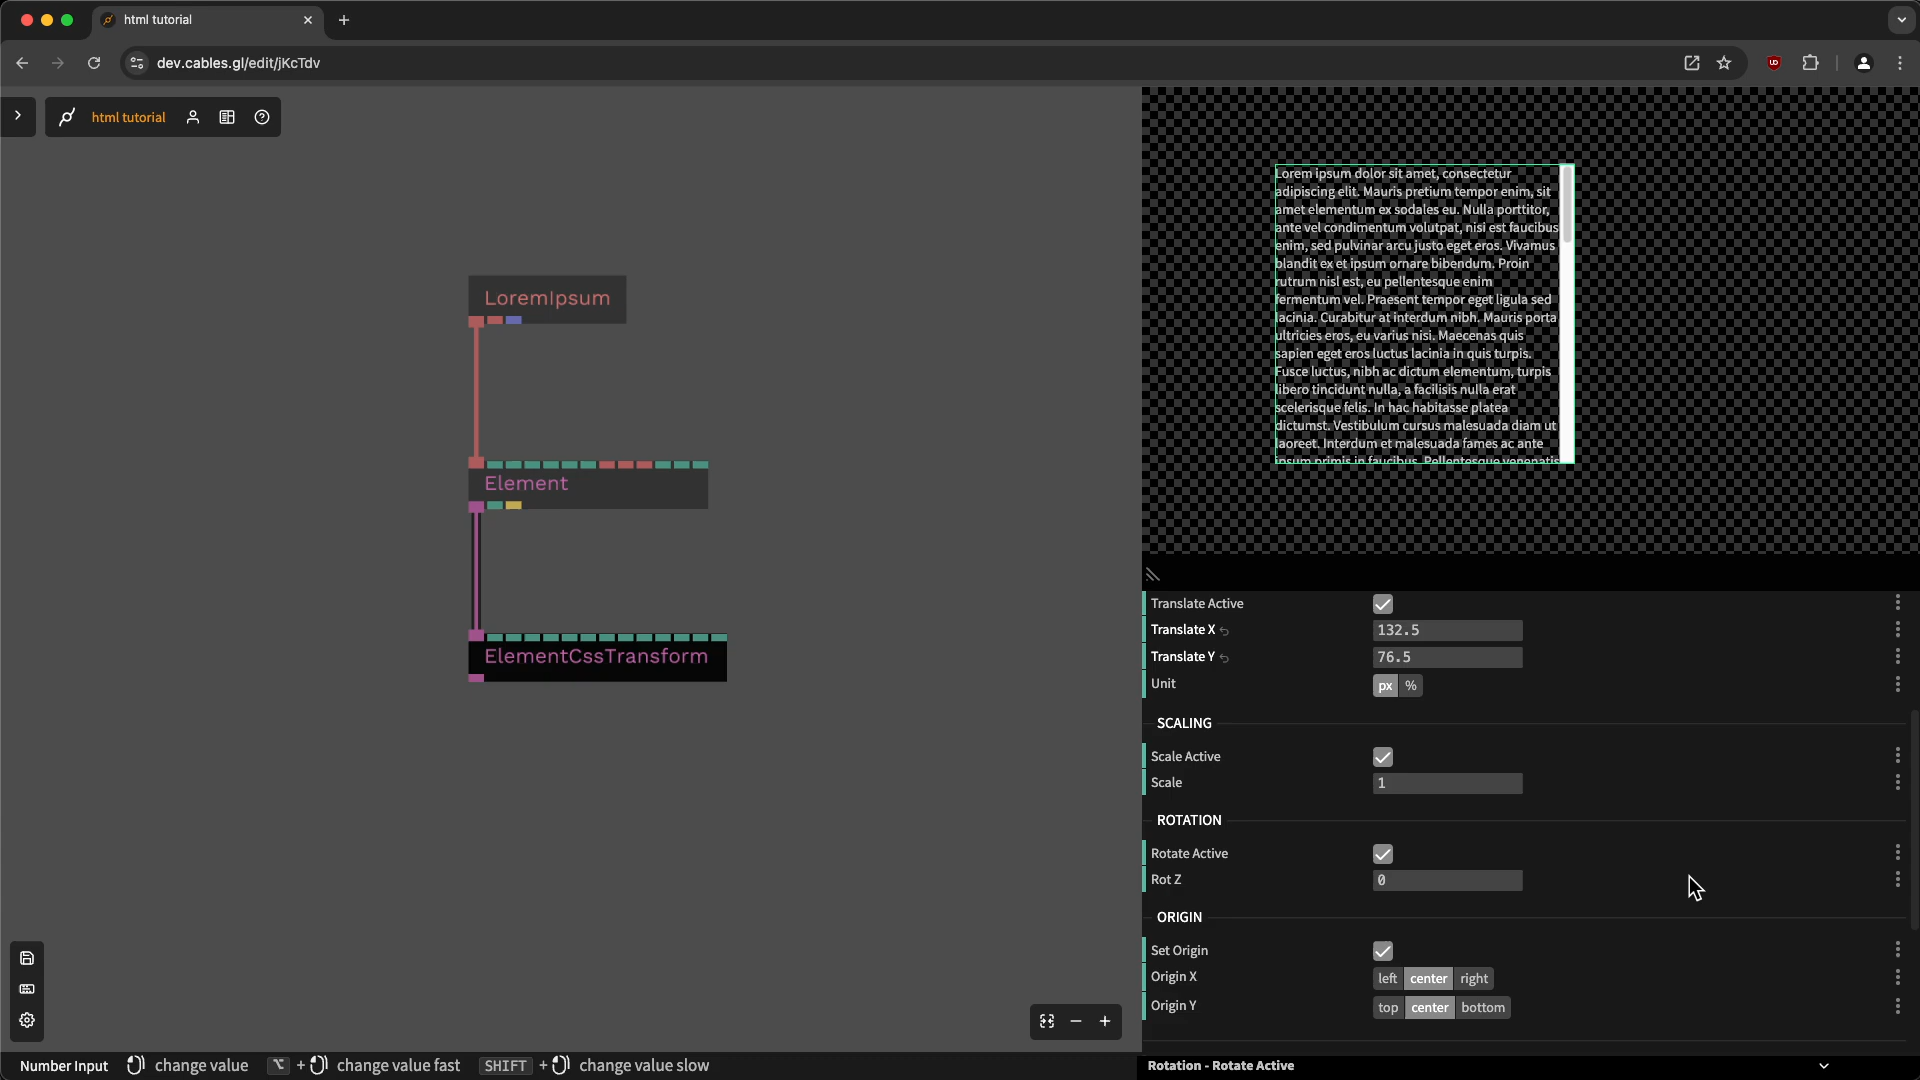 html tutorial
dev.cables.gl/edit/jKcTdv
html tutorial
LoremIpsum
Element
ElementCssTransform
Lorem ipsum dolor sit amet, consectetur
adipiscing elit. Mauris pretium tempor enim, sit
amet elementum ex sodales eu. Nulla porttitor,
ante vel condimentum volutpat, nisi est faucibus
enim, sed pulvinar arcu justo eget eros. Vivamus
blandit ex et ipsum ornare bibendum. Proin
rutrum nisl est, eu pellentesque enim
fermentum vel. Praesent tempor eget ligula sed
lacinia. Curabitur at interdum nibh. Mauris porta
ultricies eros, eu varius nisi. Maecenas quis
sapien eget eros luctus lacinia in quis turpis.
Fusce luctus, nibh ac dictum elementum, turpis
libero tincidunt nulla, a facilisis nulla erat
scelerisque felis. In hac habitasse platea
dictumst. Vestibulum cursus malesuada diam ut
laoreet. Interdum et malesuada fames ac ante
ipsum primis in faucibus. Pellentesque venenatis
Translate Active
Translate X 132.5
Translate Y 76.5
Unit px %
SCALING
Scale Active
Scale 1
ROTATION
Rotate Active
Rot Z 0
ORIGIN
Set Origin
Origin X left center right
Origin Y top center bottom
Number Input change value ⌥ + change value fast SHIFT + change value slow
Rotation - Rotate Active